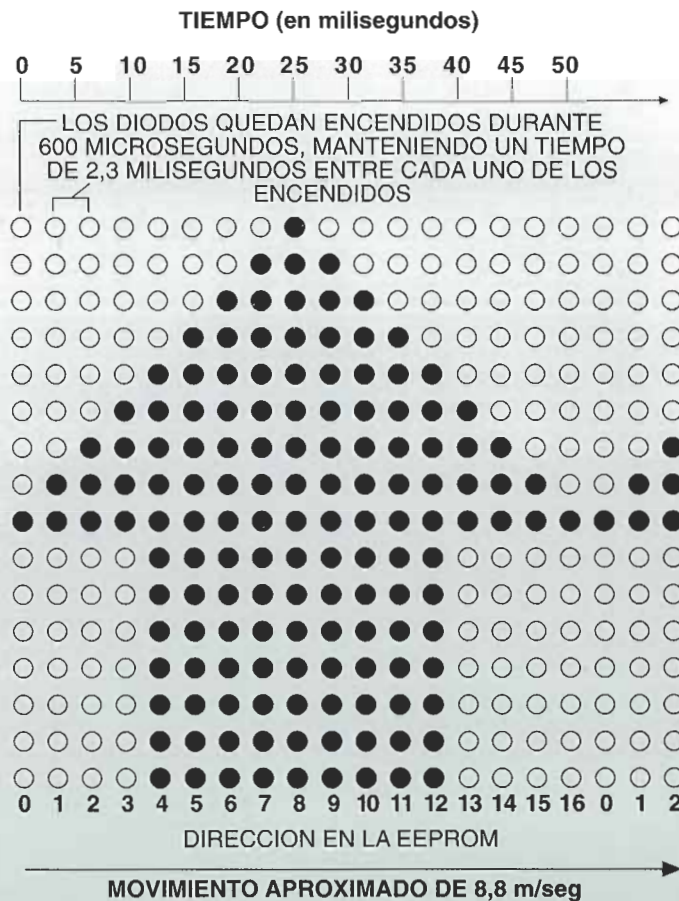 TIEMPO (en milisegundos)
0 5 10 15 20 25 30 35 40 45 50
LOS DIODOS QUEDAN ENCENDIDOS DURANTE
600 MICROSEGUNDOS, MANTENIENDO UN TIEMPO
DE 2,3 MILISEGUNDOS ENTRE CADA UNO DE LOS
ENCENDIDOS
0 1 2 3 4 5 6 7 8 9 10 11 12 13 14 15 16 0 1 2
DIRECCION EN LA EEPROM
MOVIMIENTO APROXIMADO DE 8,8 m/seg